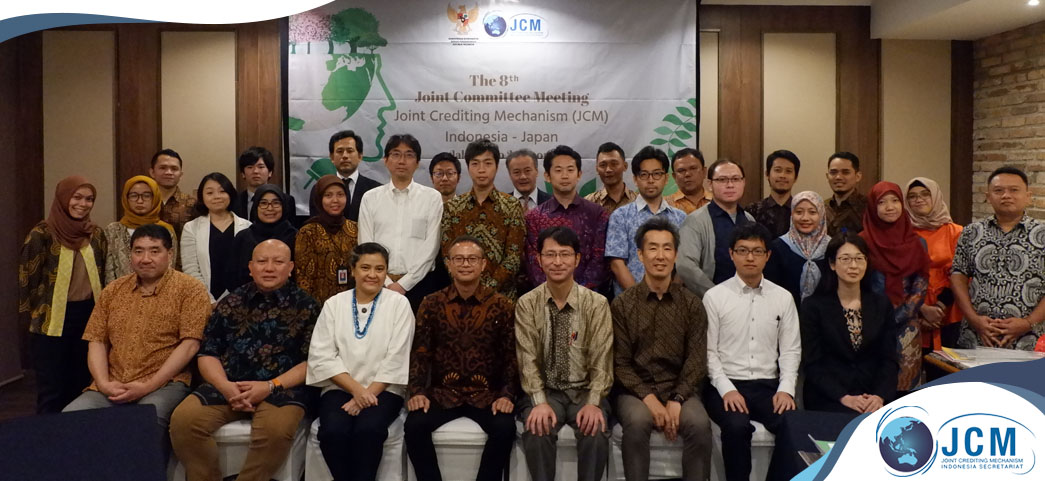 JCM
The 8th
Joint Committee Meeting
Joint Crediting Mechanism (JCM)
Indonesia - Japan
JCM
JOINT CREDITING MECHANISM
INDONESIA SECRETARIAT